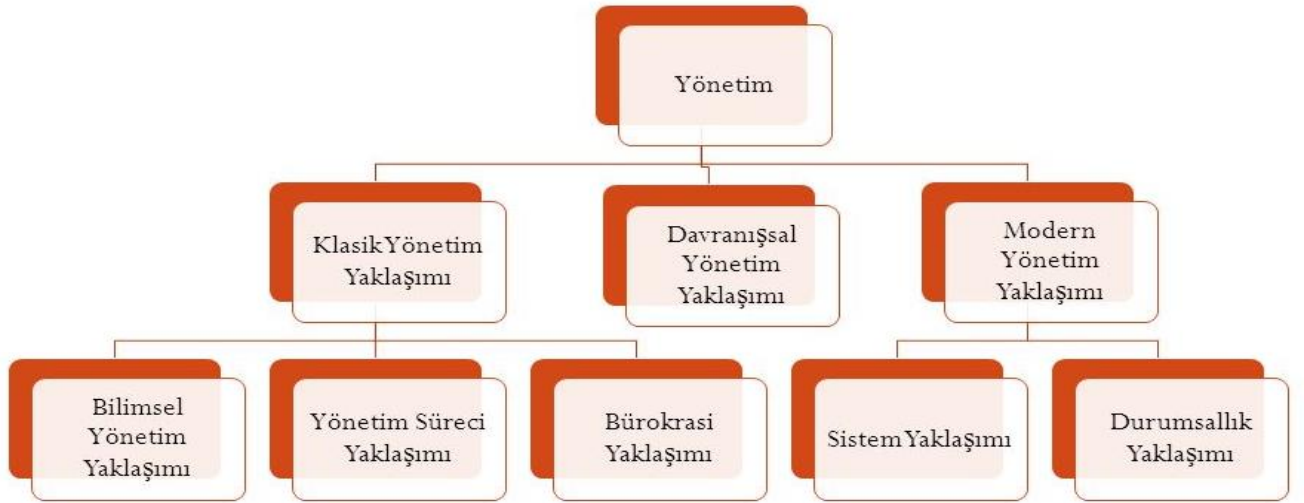 Yönetim
Klasik Yönetim
Yaklaşımı
Davranışsal
Yönetim
Yaklaşımı
Modern
Yönetim
Yaklaşımı
Bilimsel
Yönetim
Yaklaşımı
Yönetim Süreci
Yaklaşımı
Bürokrasi
Yaklaşımı
Sistem Yaklaşımı
Durumsallık
Yaklaşımı